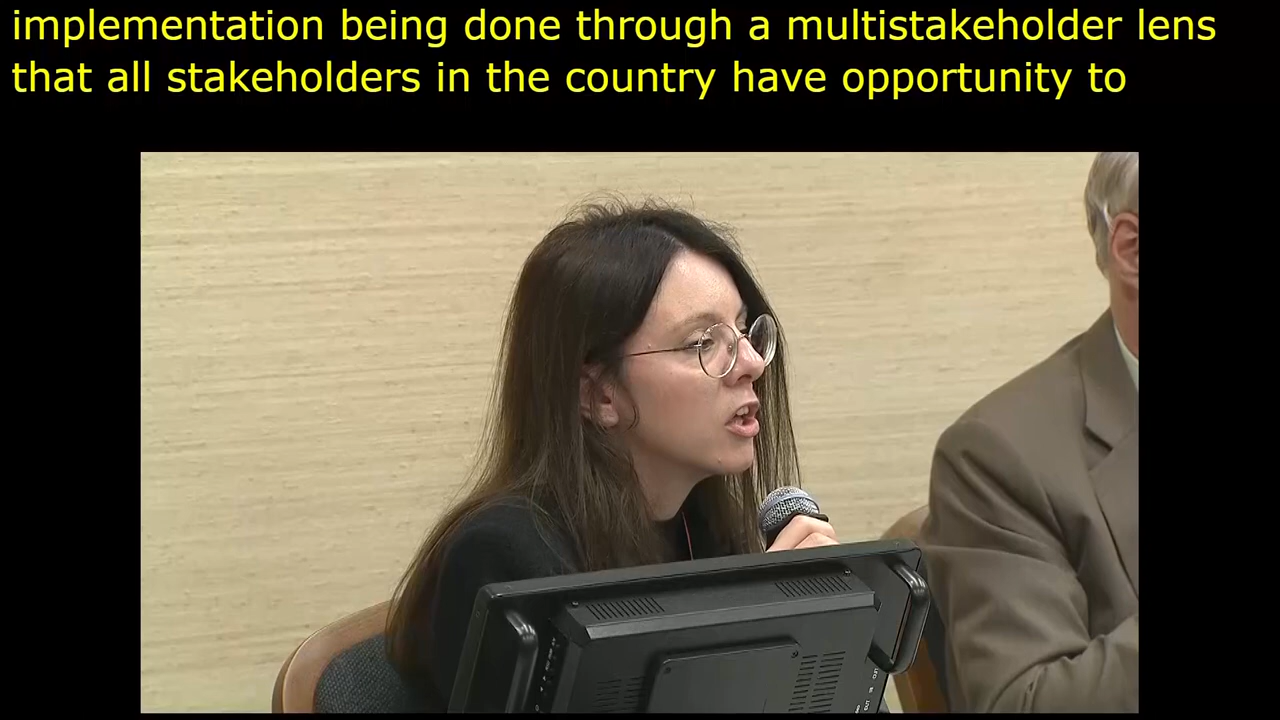 implementation being done through a multistakeholder lens
that all stakeholders in the country have opportunity to